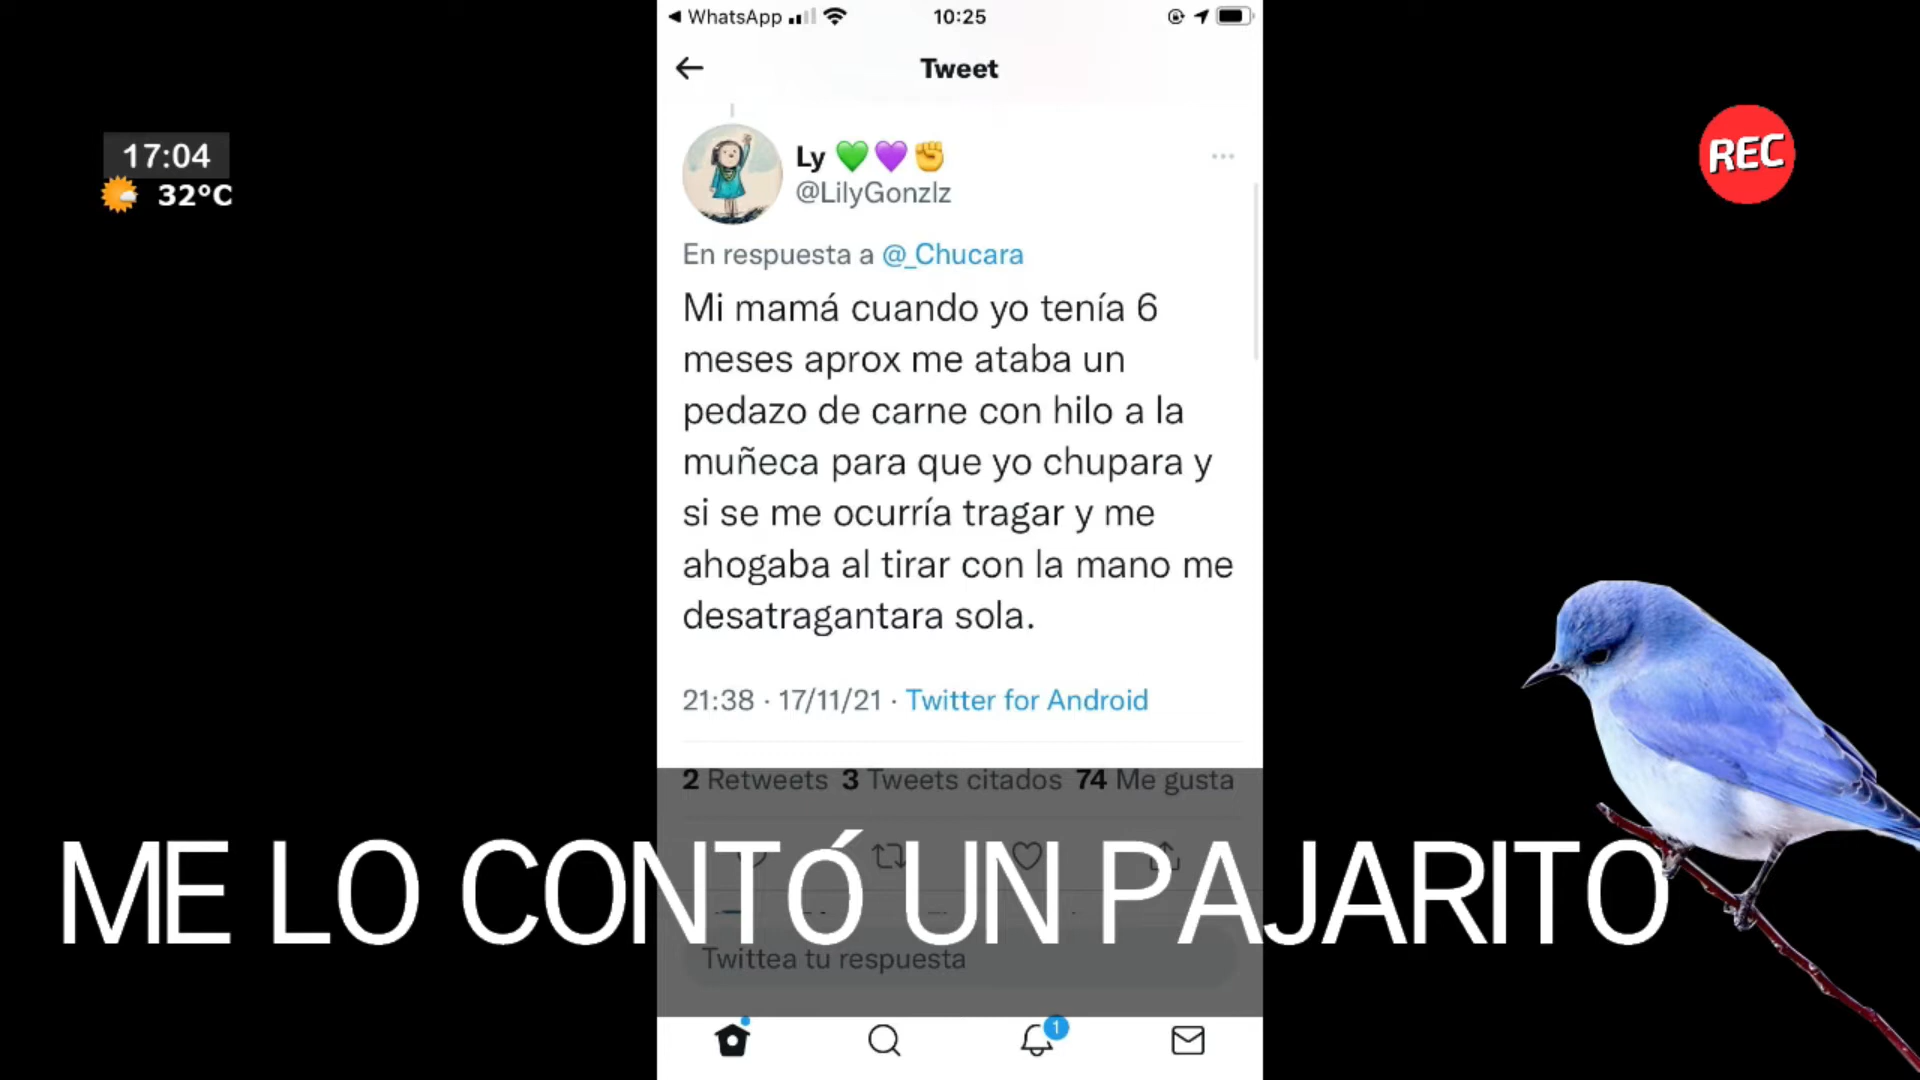 WhatsApp
10:25
Tweet
17:04
32°C
REC
Ly 💚💜✊
@LilyGonzlz
En respuesta a @_Chucara
Mi mamá cuando yo tenía 6
meses aprox me ataba un
pedazo de carne con hilo a la
muñeca para que yo chupara y
si se me ocurría tragar y me
ahogaba al tirar con la mano me
desatragantara sola.
21:38 · 17/11/21 · Twitter for Android
2 Retweets 3 Tweets citados 74 Me gusta
ME LO CONTÓ UN PAJARITO
Twittea tu respuesta
1